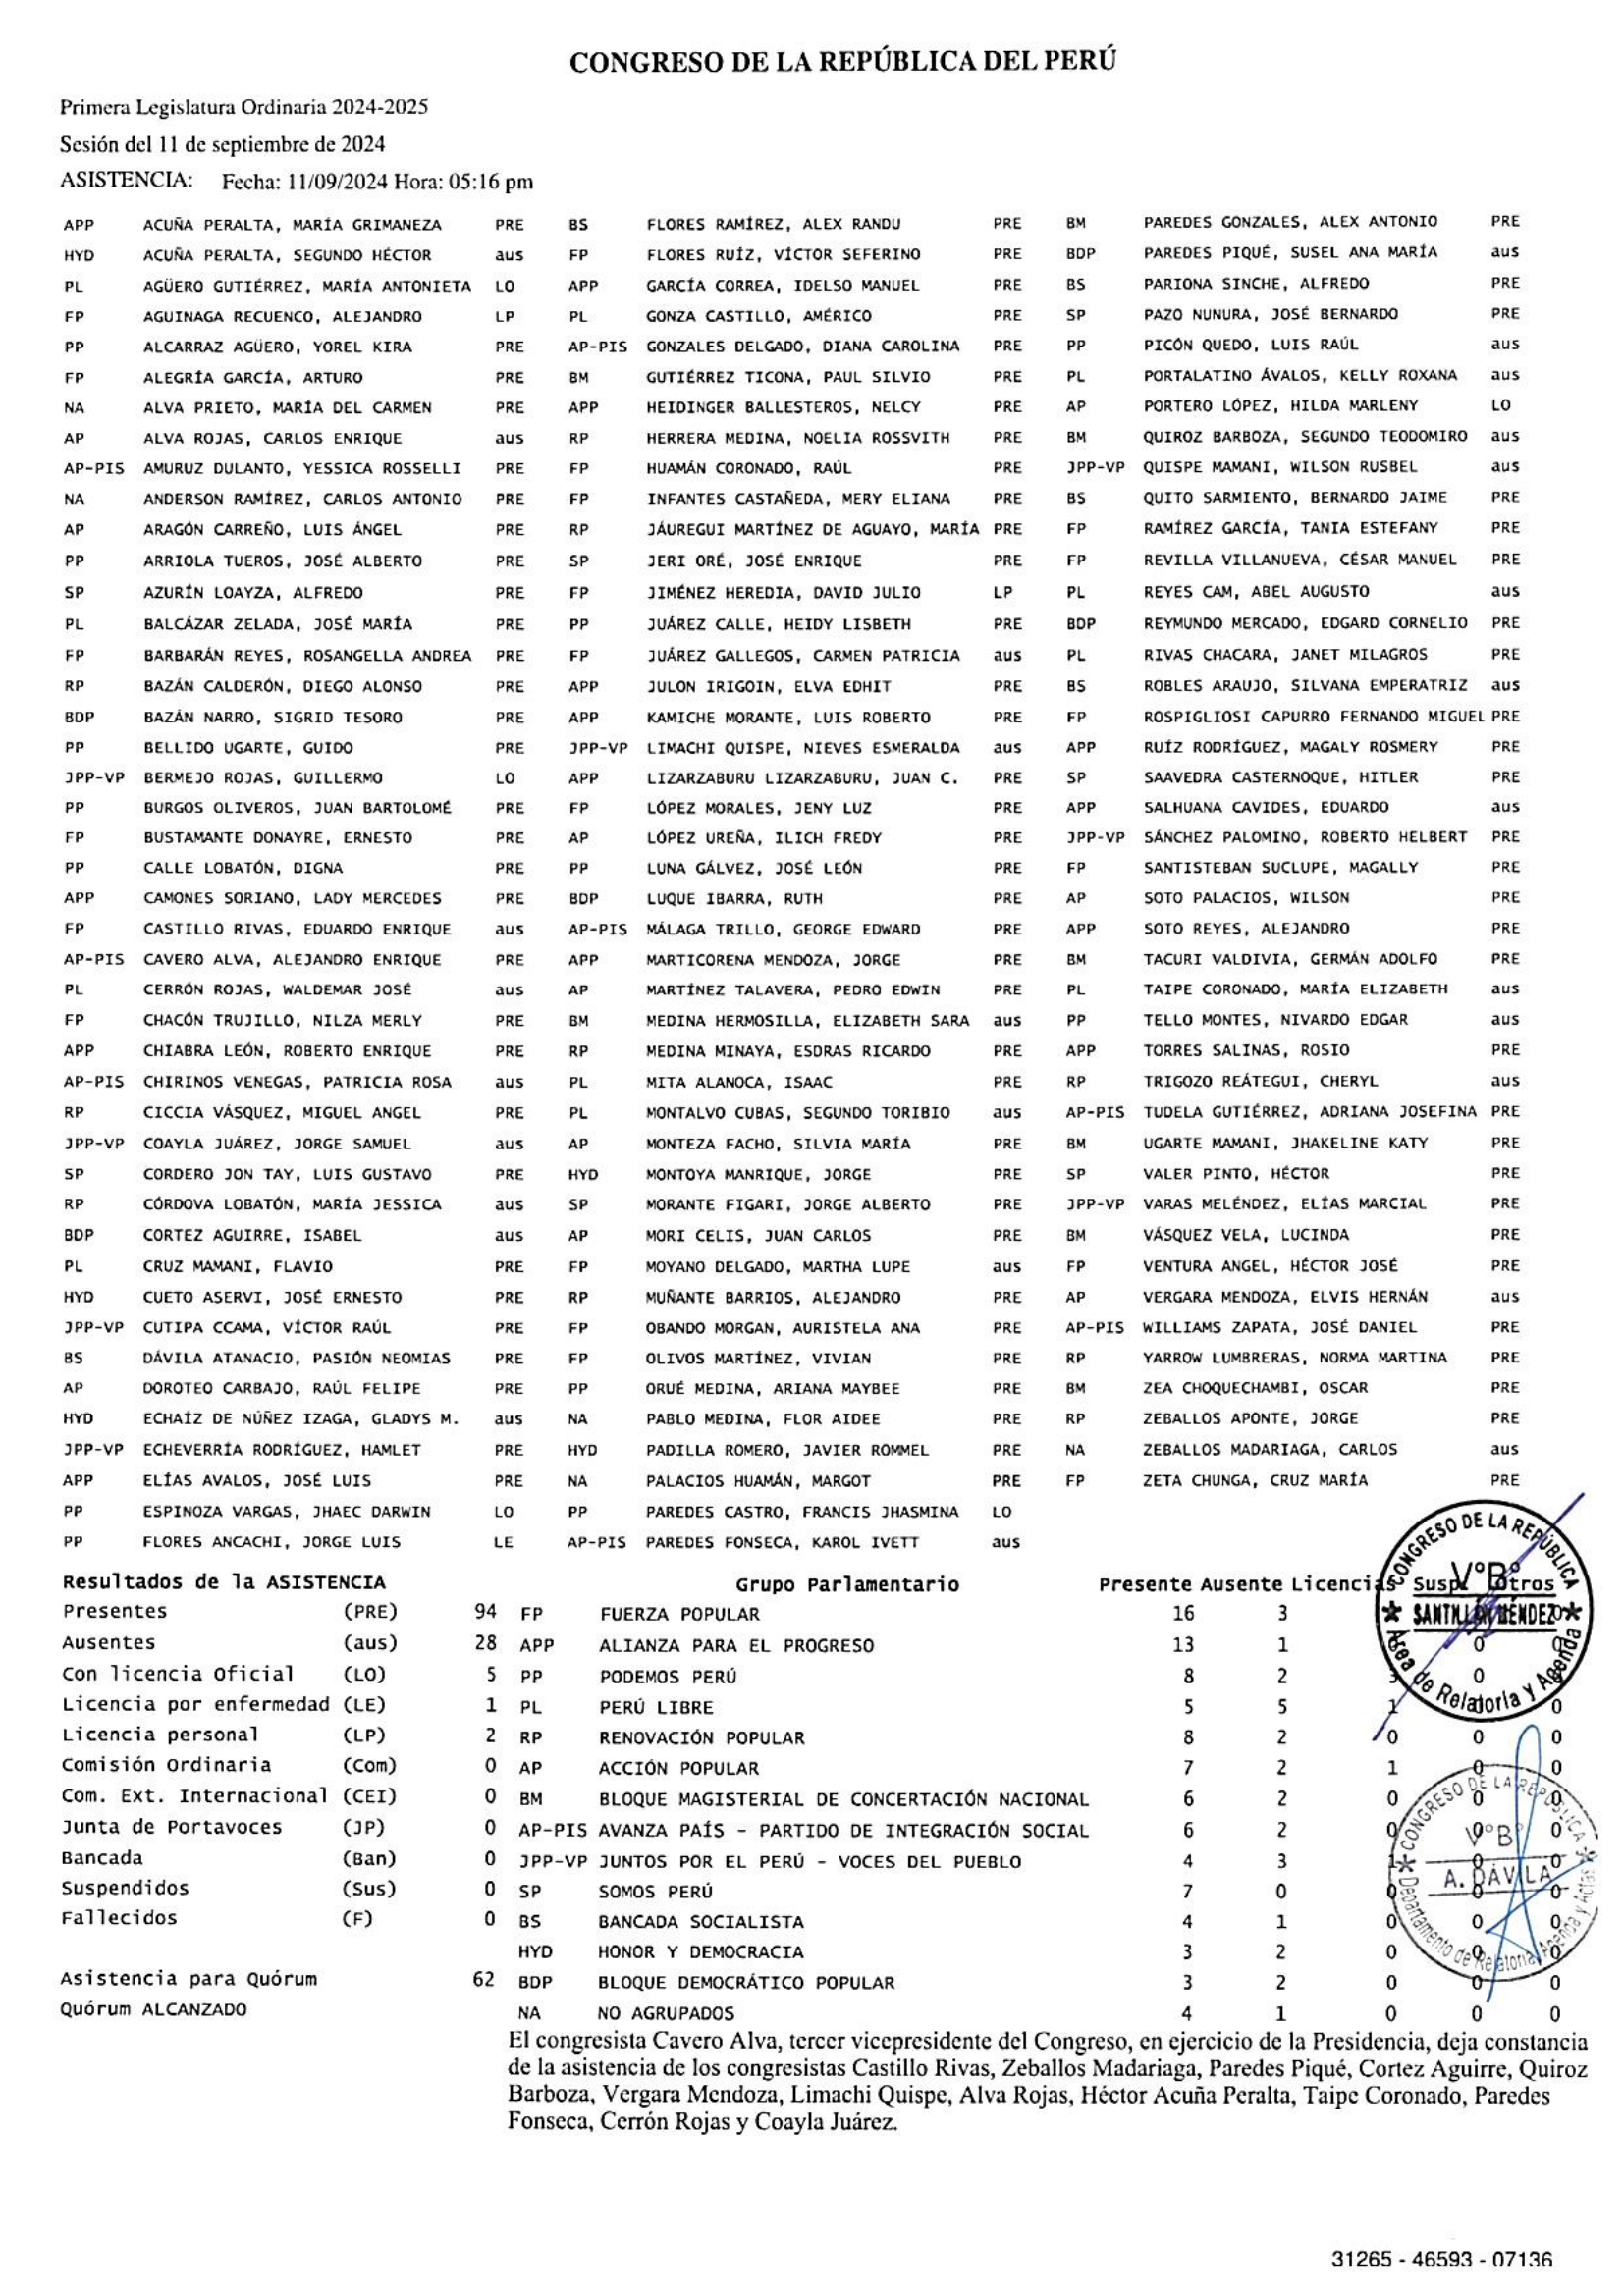 CONGRESO DE LA REPÚBLICA DEL PERÚ
Primera Legislatura Ordinaria 2024-2025
Sesión del 11 de septiembre de 2024
ASISTENCIA: Fecha: 11/09/2024 Hora: 05:16 pm
APP ACUÑA PERALTA, MARÍA GRIMANEZA PRE BS FLORES RAMÍREZ, ALEX RANDU PRE BM PAREDES GONZALES, ALEX ANTONIO PRE
HYD ACUÑA PERALTA, SEGUNDO HÉCTOR aus FP FLORES RUÍZ, VÍCTOR SEFERINO PRE BDP PAREDES PIQUÉ, SUSEL ANA MARÍA aus
PL AGÜERO GUTIÉRREZ, MARÍA ANTONIETA LO APP GARCÍA CORREA, IDELSO MANUEL PRE BS PARIONA SINCHE, ALFREDO PRE
FP AGUINAGA RECUENCO, ALEJANDRO LP PL GONZA CASTILLO, AMÉRICO PRE SP PAZO NUNURA, JOSÉ BERNARDO PRE
PP ALCARRAZ AGÜERO, YOREL KIRA PRE AP-PIS GONZALES DELGADO, DIANA CAROLINA PRE PP PICÓN QUEDO, LUIS RAÚL aus
FP ALEGRÍA GARCÍA, ARTURO PRE BM GUTIÉRREZ TICONA, PAUL SILVIO PRE PL PORTALATINO ÁVALOS, KELLY ROXANA aus
NA ALVA PRIETO, MARÍA DEL CARMEN PRE APP HEIDINGER BALLESTEROS, NELCY PRE AP PORTERO LÓPEZ, HILDA MARLENY LO
AP ALVA ROJAS, CARLOS ENRIQUE aus RP HERRERA MEDINA, NOELIA ROSSVITH PRE BM QUIROZ BARBOZA, SEGUNDO TEODOMIRO aus
AP-PIS AMURUZ DULANTO, YESSICA ROSSELLI PRE FP HUAMÁN CORONADO, RAÚL PRE JPP-VP QUISPE MAMANI, WILSON RUSBEL aus
NA ANDERSON RAMÍREZ, CARLOS ANTONIO PRE FP INFANTES CASTAÑEDA, MERY ELIANA PRE BS QUITO SARMIENTO, BERNARDO JAIME PRE
AP ARAGÓN CARREÑO, LUIS ÁNGEL PRE RP JÁUREGUI MARTÍNEZ DE AGUAYO, MARÍA PRE FP RAMÍREZ GARCÍA, TANIA ESTEFANY PRE
PP ARRIOLA TUEROS, JOSÉ ALBERTO PRE SP JERI ORÉ, JOSÉ ENRIQUE PRE FP REVILLA VILLANUEVA, CÉSAR MANUEL PRE
SP AZURÍN LOAYZA, ALFREDO PRE FP JIMÉNEZ HEREDIA, DAVID JULIO LP PL REYES CAM, ABEL AUGUSTO aus
PL BALCÁZAR ZELADA, JOSÉ MARÍA PRE PP JUÁREZ CALLE, HEIDY LISBETH PRE BDP REYMUNDO MERCADO, EDGARD CORNELIO PRE
FP BARBARÁN REYES, ROSANGELLA ANDREA PRE FP JUÁREZ GALLEGOS, CARMEN PATRICIA aus PL RIVAS CHACARA, JANET MILAGROS PRE
RP BAZÁN CALDERÓN, DIEGO ALONSO PRE APP JULON IRIGOIN, ELVA EDHIT PRE BS ROBLES ARAUJO, SILVANA EMPERATRIZ aus
BDP BAZÁN NARRO, SIGRID TESORO PRE APP KAMICHE MORANTE, LUIS ROBERTO PRE FP ROSPIGLIOSI CAPURRO FERNANDO MIGUEL PRE
PP BELLIDO UGARTE, GUIDO PRE JPP-VP LIMACHI QUISPE, NIEVES ESMERALDA aus APP RUÍZ RODRÍGUEZ, MAGALY ROSMERY PRE
JPP-VP BERMEJO ROJAS, GUILLERMO LO APP LIZARZABURU LIZARZABURU, JUAN C. PRE SP SAAVEDRA CASTERNOQUE, HITLER PRE
PP BURGOS OLIVEROS, JUAN BARTOLOMÉ PRE FP LÓPEZ MORALES, JENY LUZ PRE APP SALHUANA CAVIDES, EDUARDO aus
FP BUSTAMANTE DONAYRE, ERNESTO PRE AP LÓPEZ UREÑA, ILICH FREDY PRE JPP-VP SÁNCHEZ PALOMINO, ROBERTO HELBERT PRE
PP CALLE LOBATÓN, DIGNA PRE PP LUNA GÁLVEZ, JOSÉ LEÓN PRE FP SANTISTEBAN SUCLUPE, MAGALLY PRE
APP CAMONES SORIANO, LADY MERCEDES PRE BDP LUQUE IBARRA, RUTH PRE AP SOTO PALACIOS, WILSON PRE
FP CASTILLO RIVAS, EDUARDO ENRIQUE aus AP-PIS MÁLAGA TRILLO, GEORGE EDWARD PRE APP SOTO REYES, ALEJANDRO PRE
AP-PIS CAVERO ALVA, ALEJANDRO ENRIQUE PRE APP MARTICORENA MENDOZA, JORGE PRE BM TACURI VALDIVIA, GERMÁN ADOLFO PRE
PL CERRÓN ROJAS, WALDEMAR JOSÉ aus AP MARTÍNEZ TALAVERA, PEDRO EDWIN PRE PL TAIPE CORONADO, MARÍA ELIZABETH aus
FP CHACÓN TRUJILLO, NILZA MERLY PRE BM MEDINA HERMOSILLA, ELIZABETH SARA aus PP TELLO MONTES, NIVARDO EDGAR aus
APP CHIABRA LEÓN, ROBERTO ENRIQUE PRE RP MEDINA MINAYA, ESDRAS RICARDO PRE APP TORRES SALINAS, ROSIO PRE
AP-PIS CHIRINOS VENEGAS, PATRICIA ROSA aus PL MITA ALANOCA, ISAAC PRE RP TRIGOZO REÁTEGUI, CHERYL aus
RP CICCIA VÁSQUEZ, MIGUEL ANGEL PRE PL MONTALVO CUBAS, SEGUNDO TORIBIO aus AP-PIS TUDELA GUTIÉRREZ, ADRIANA JOSEFINA PRE
JPP-VP COAYLA JUÁREZ, JORGE SAMUEL aus AP MONTEZA FACHO, SILVIA MARÍA PRE BM UGARTE MAMANI, JHAKELINE KATY PRE
SP CORDERO JON TAY, LUIS GUSTAVO PRE HYD MONTOYA MANRIQUE, JORGE PRE SP VALER PINTO, HÉCTOR PRE
RP CÓRDOVA LOBATÓN, MARÍA JESSICA aus SP MORANTE FIGARI, JORGE ALBERTO PRE JPP-VP VARAS MELÉNDEZ, ELÍAS MARCIAL PRE
BDP CORTEZ AGUIRRE, ISABEL aus AP MORI CELIS, JUAN CARLOS PRE BM VÁSQUEZ VELA, LUCINDA PRE
PL CRUZ MAMANI, FLAVIO PRE FP MOYANO DELGADO, MARTHA LUPE aus FP VENTURA ANGEL, HÉCTOR JOSÉ PRE
HYD CUETO ASERVI, JOSÉ ERNESTO PRE RP MUÑANTE BARRIOS, ALEJANDRO PRE AP VERGARA MENDOZA, ELVIS HERNÁN aus
JPP-VP CUTIPA CCAMA, VÍCTOR RAÚL PRE FP OBANDO MORGAN, AURISTELA ANA PRE AP-PIS WILLIAMS ZAPATA, JOSÉ DANIEL PRE
BS DÁVILA ATANACIO, PASIÓN NEOMIAS PRE FP OLIVOS MARTÍNEZ, VIVIAN PRE RP YARROW LUMBRERAS, NORMA MARTINA PRE
AP DOROTEO CARBAJO, RAÚL FELIPE PRE PP ORUÉ MEDINA, ARIANA MAYBEE PRE BM ZEA CHOQUECHAMBI, OSCAR PRE
HYD ECHAÍZ DE NÚÑEZ IZAGA, GLADYS M. aus NA PABLO MEDINA, FLOR AIDEE PRE RP ZEBALLOS APONTE, JORGE PRE
JPP-VP ECHEVERRÍA RODRÍGUEZ, HAMLET PRE HYD PADILLA ROMERO, JAVIER ROMMEL PRE NA ZEBALLOS MADARIAGA, CARLOS aus
APP ELÍAS AVALOS, JOSÉ LUIS PRE NA PALACIOS HUAMÁN, MARGOT PRE FP ZETA CHUNGA, CRUZ MARÍA PRE
PP ESPINOZA VARGAS, JHAEC DARWIN LO PP PAREDES CASTRO, FRANCIS JHASMINA LO
PP FLORES ANCACHI, JORGE LUIS LE AP-PIS PAREDES FONSECA, KAROL IVETT aus
Resultados de la ASISTENCIA Grupo Parlamentario Presente Ausente Licencias Susp. Otros
Presentes (PRE) 94 FP FUERZA POPULAR 16 3
Ausentes (aus) 28 APP ALIANZA PARA EL PROGRESO 13 1 0 0
Con licencia Oficial (LO) 5 PP PODEMOS PERÚ 8 2 3 0
Licencia por enfermedad (LE) 1 PL PERÚ LIBRE 5 5 1 0 0
Licencia personal (LP) 2 RP RENOVACIÓN POPULAR 8 2 0 0 0
Comisión Ordinaria (Com) 0 AP ACCIÓN POPULAR 7 2 1 0 0
Com. Ext. Internacional (CEI) 0 BM BLOQUE MAGISTERIAL DE CONCERTACIÓN NACIONAL 6 2 0 0 0
Junta de Portavoces (JP) 0 AP-PIS AVANZA PAÍS - PARTIDO DE INTEGRACIÓN SOCIAL 6 2 0 0 0
Bancada (Ban) 0 JPP-VP JUNTOS POR EL PERÚ - VOCES DEL PUEBLO 4 3 1 0 0
Suspendidos (Sus) 0 SP SOMOS PERÚ 7 0 0 0 0
Fallecidos (F) 0 BS BANCADA SOCIALISTA 4 1 0 0 0
HYD HONOR Y DEMOCRACIA 3 2 0 0 0
Asistencia para Quórum 62 BDP BLOQUE DEMOCRÁTICO POPULAR 3 2 0 0 0
Quórum ALCANZADO NA NO AGRUPADOS 4 1 0 0 0
CONGRESO DE LA REPÚBLICA
V°B°
SANTILLÁN MÉNDEZ
Área de Relatoría y Agenda
CONGRESO DE LA REPÚBLICA
V°B°
A. DÁVILA
Departamento de Relatoría, Agenda y Actas
El congresista Cavero Alva, tercer vicepresidente del Congreso, en ejercicio de la Presidencia, deja constancia
de la asistencia de los congresistas Castillo Rivas, Zeballos Madariaga, Paredes Piqué, Cortez Aguirre, Quiroz
Barboza, Vergara Mendoza, Limachi Quispe, Alva Rojas, Héctor Acuña Peralta, Taipe Coronado, Paredes
Fonseca, Cerrón Rojas y Coayla Juárez.
31265 - 46593 - 07136